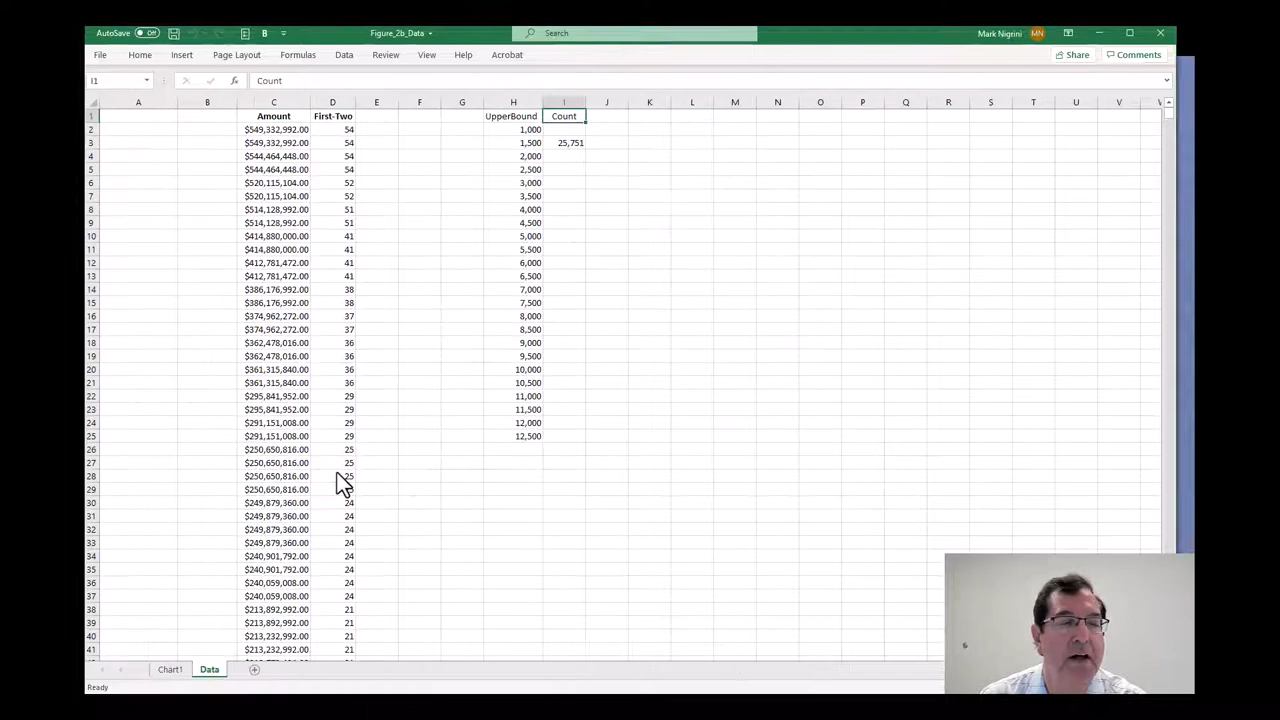 AutoSave Off B Figure_2b_Data Search Mark Nigrini MN
File Home Insert Page Layout Formulas Data Review View Help Acrobat Share Comments
I1 fx Count
A B C D E F G H I J K L M N O P Q R S T U V
1 Amount First-Two UpperBound Count
2 $549,332,992.00 54 1,000
3 $549,332,992.00 54 1,500 25,751
4 $544,464,448.00 54 2,000
5 $544,464,448.00 54 2,500
6 $520,115,104.00 52 3,000
7 $520,115,104.00 52 3,500
8 $514,128,992.00 51 4,000
9 $514,128,992.00 51 4,500
10 $414,880,000.00 41 5,000
11 $414,880,000.00 41 5,500
12 $412,781,472.00 41 6,000
13 $412,781,472.00 41 6,500
14 $386,176,992.00 38 7,000
15 $386,176,992.00 38 7,500
16 $374,962,272.00 37 8,000
17 $374,962,272.00 37 8,500
18 $362,478,016.00 36 9,000
19 $362,478,016.00 36 9,500
20 $361,315,840.00 36 10,000
21 $361,315,840.00 36 10,500
22 $295,841,952.00 29 11,000
23 $295,841,952.00 29 11,500
24 $291,151,008.00 29 12,000
25 $291,151,008.00 29 12,500
26 $250,650,816.00 25
27 $250,650,816.00 25
28 $250,650,816.00 25
29 $250,650,816.00 25
30 $249,879,360.00 24
31 $249,879,360.00 24
32 $249,879,360.00 24
33 $249,879,360.00 24
34 $240,901,792.00 24
35 $240,901,792.00 24
36 $240,059,008.00 24
37 $240,059,008.00 24
38 $213,892,992.00 21
39 $213,892,992.00 21
40 $213,232,992.00 21
41 $213,232,992.00 21
Chart1 Data
Ready